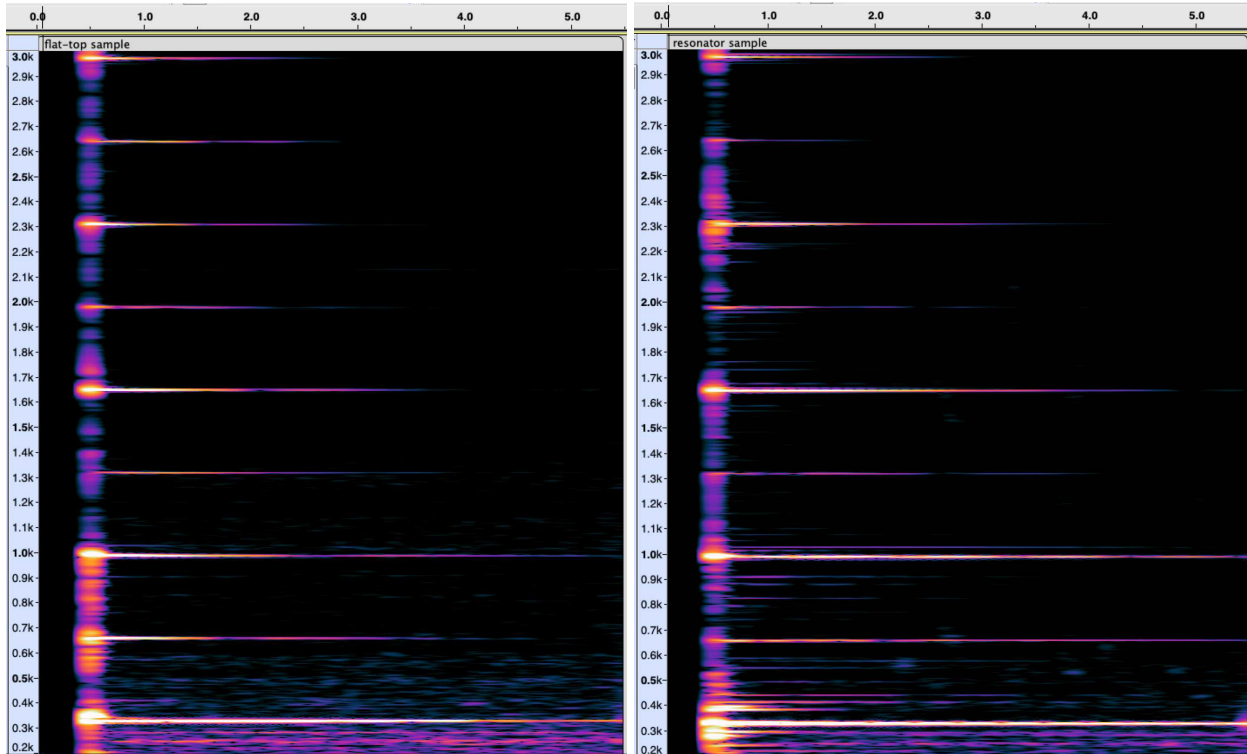 0.0 1.0 2.0 3.0 4.0 5.0
flat-top sample
3.0k
2.9k
2.8k
2.7k
2.6k
2.5k
2.4k
2.3k
2.2k
2.1k
2.0k
1.9k
1.8k
1.7k
1.6k
1.5k
1.4k
1.3k
1.2k
1.1k
1.0k
0.9k
0.8k
0.7k
0.6k
0.5k
0.4k
0.3k
0.2k
0.0 1.0 2.0 3.0 4.0 5.0
resonator sample
3.0k
2.9k
2.8k
2.7k
2.6k
2.5k
2.4k
2.3k
2.2k
2.1k
2.0k
1.9k
1.8k
1.7k
1.6k
1.5k
1.4k
1.3k
1.2k
1.1k
1.0k
0.9k
0.8k
0.7k
0.6k
0.5k
0.4k
0.3k
0.2k